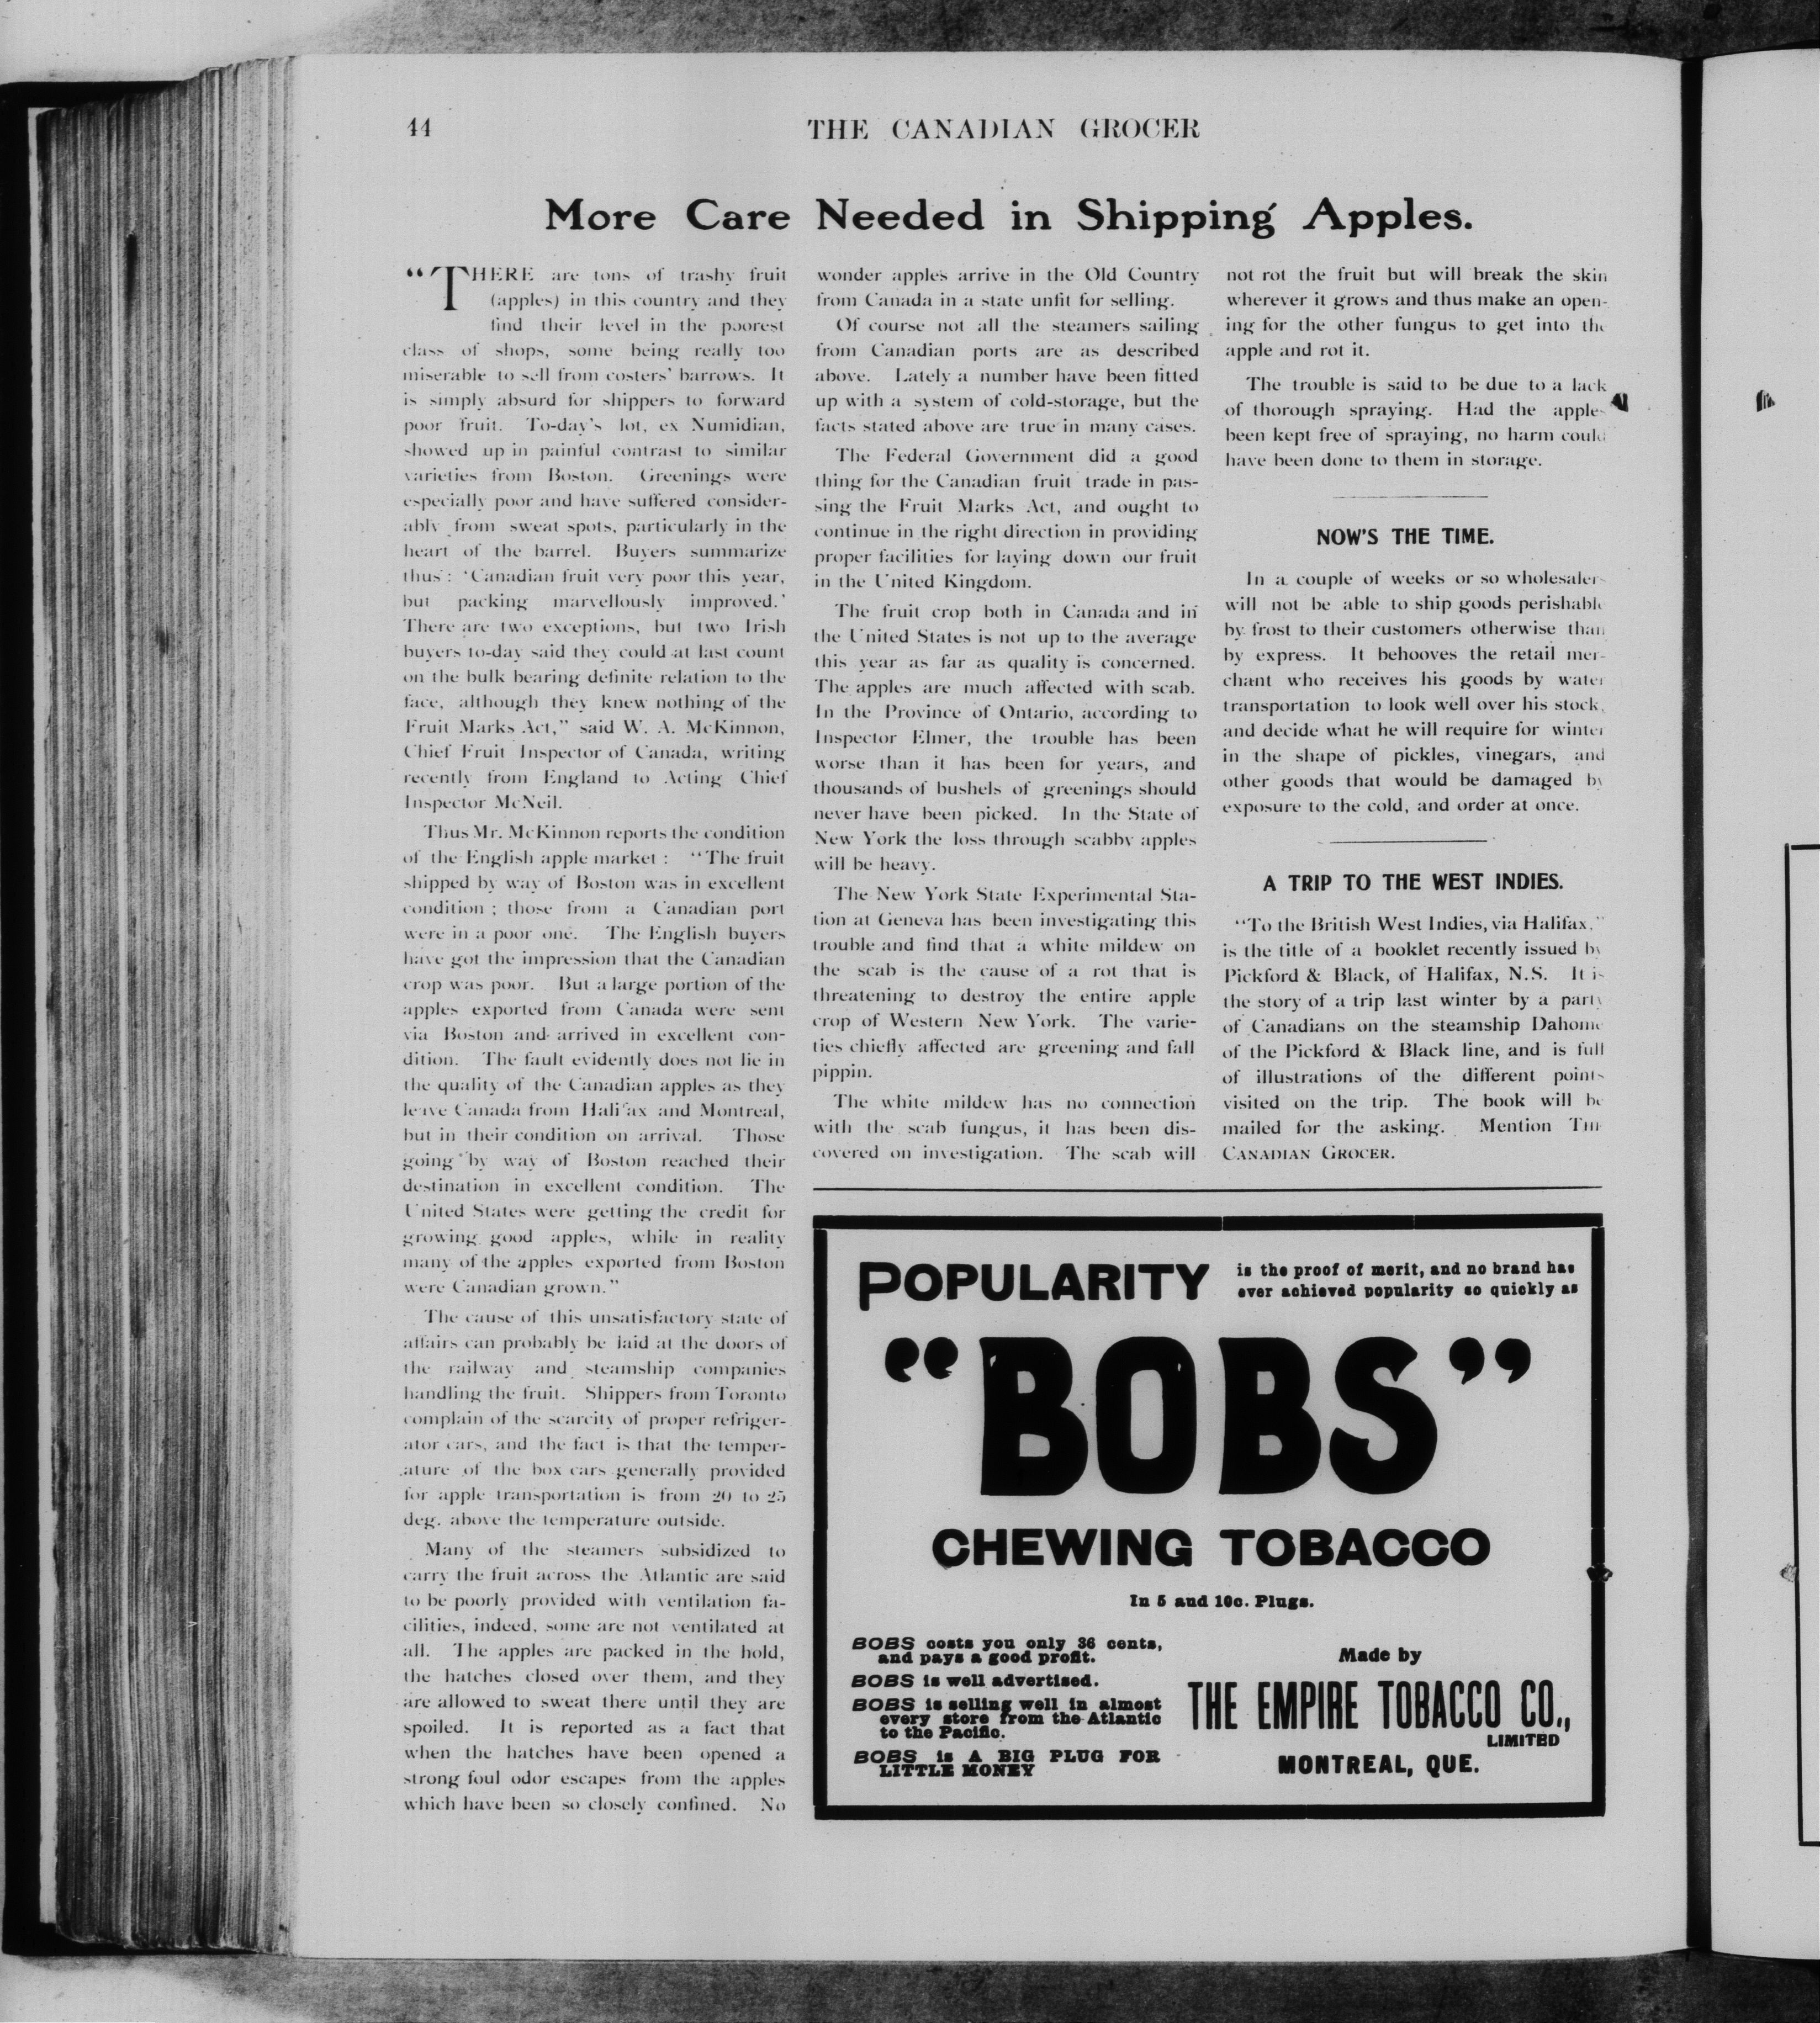 44
THE CANADIAN GROCER
More Care Needed in Shipping Apples.
"THERE are tons of trashy fruit
(apples) in this country and they
find their level in the poorest
class of shops, some being really too
miserable to sell from costers' barrows. It
is simply absurd for shippers to forward
poor fruit. To-day's lot, ex Numidian,
showed up in painful contrast to similar
varieties from Boston. Greenings were
especially poor and have suffered consider-
ably from sweat spots, particularly in the
heart of the barrel. Buyers summarize
thus: 'Canadian fruit very poor this year,
but packing marvellously improved.'
There are two exceptions, but two Irish
buyers to-day said they could at last count
on the bulk bearing definite relation to the
face, although they knew nothing of the
Fruit Marks Act," said W. A. McKinnon,
Chief Fruit Inspector of Canada, writing
recently from England to Acting Chief
Inspector McNeil.
Thus Mr. McKinnon reports the condition
of the English apple market : "The fruit
shipped by way of Boston was in excellent
condition ; those from a Canadian port
were in a poor one. The English buyers
have got the impression that the Canadian
crop was poor. But a large portion of the
apples exported from Canada were sent
via Boston and arrived in excellent con-
dition. The fault evidently does not lie in
the quality of the Canadian apples as they
leave Canada from Halifax and Montreal,
but in their condition on arrival. Those
going by way of Boston reached their
destination in excellent condition. The
United States were getting the credit for
growing good apples, while in reality
many of the apples exported from Boston
were Canadian grown."
The cause of this unsatisfactory state of
affairs can probably be laid at the doors of
the railway and steamship companies
handling the fruit. Shippers from Toronto
complain of the scarcity of proper refriger-
ator cars, and the fact is that the temper-
ature of the box cars generally provided
for apple transportation is from 20 to 25
deg. above the temperature outside.
Many of the steamers subsidized to
carry the fruit across the Atlantic are said
to be poorly provided with ventilation fa-
cilities, indeed, some are not ventilated at
all. The apples are packed in the hold,
the hatches closed over them, and they
are allowed to sweat there until they are
spoiled. It is reported as a fact that
when the hatches have been opened a
strong foul odor escapes from the apples
which have been so closely confined. No
wonder apples arrive in the Old Country
from Canada in a state unfit for selling.
Of course not all the steamers sailing
from Canadian ports are as described
above. Lately a number have been fitted
up with a system of cold-storage, but the
facts stated above are true in many cases.
The Federal Government did a good
thing for the Canadian fruit trade in pas-
sing the Fruit Marks Act, and ought to
continue in the right direction in providing
proper facilities for laying down our fruit
in the United Kingdom.
The fruit crop both in Canada and in
the United States is not up to the average
this year as far as quality is concerned.
The apples are much affected with scab.
In the Province of Ontario, according to
Inspector Elmer, the trouble has been
worse than it has been for years, and
thousands of bushels of greenings should
never have been picked. In the State of
New York the loss through scabby apples
will be heavy.
The New York State Experimental Sta-
tion at Geneva has been investigating this
trouble and find that a white mildew on
the scab is the cause of a rot that is
threatening to destroy the entire apple
crop of Western New York. The varie-
ties chiefly affected are greening and fall
pippin.
The white mildew has no connection
with the scab fungus, it has been dis-
covered on investigation. The scab will
not rot the fruit but will break the skin
wherever it grows and thus make an open-
ing for the other fungus to get into the
apple and rot it.
The trouble is said to be due to a lack
of thorough spraying. Had the apples
been kept free of spraying, no harm could
have been done to them in storage.
NOW'S THE TIME.
In a couple of weeks or so wholesalers
will not be able to ship goods perishable
by frost to their customers otherwise than
by express. It behooves the retail mer-
chant who receives his goods by water
transportation to look well over his stock,
and decide what he will require for winter
in the shape of pickles, vinegars, and
other goods that would be damaged by
exposure to the cold, and order at once.
A TRIP TO THE WEST INDIES.
"To the British West Indies, via Halifax,"
is the title of a booklet recently issued by
Pickford & Black, of Halifax, N.S. It is
the story of a trip last winter by a party
of Canadians on the steamship Dahome
of the Pickford & Black line, and is full
of illustrations of the different points
visited on the trip. The book will be
mailed for the asking. Mention THE
CANADIAN GROCER.
POPULARITY is the proof of merit, and no brand has
ever achieved popularity so quickly as
"BOBS"
CHEWING TOBACCO
In 5 and 10c. Plugs.
BOBS costs you only 36 cents,
and pays a good profit.
BOBS is well advertised.
BOBS is selling well in almost
every store from the Atlantic
to the Pacific.
BOBS is A BIG PLUG FOR
LITTLE MONEY
Made by
THE EMPIRE TOBACCO CO.,
LIMITED
MONTREAL, QUE.